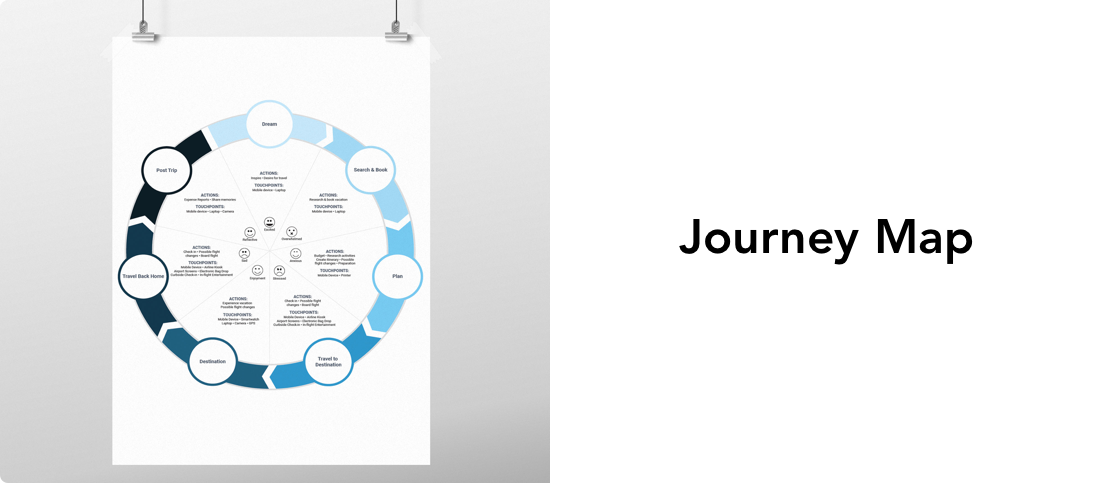 Dream
ACTIONS:
Inspire • Desire for travel
TOUCHPOINTS:
Mobile device • Laptop
Excited
Search & Book
ACTIONS:
Research & book vacation
TOUCHPOINTS:
Mobile device • Laptop
Overwhelmed
Plan
ACTIONS:
Budget • Research activities
Create itinerary • Possible
flight changes • Preparation
TOUCHPOINTS:
Mobile Device • Printer
Travel to
Destination
ACTIONS:
Check-in • Possible flight
changes • Board flight
TOUCHPOINTS:
Mobile Device • Airline Kiosk
Airport Screens • Electronic Bag Drop
Curbside Check-in • In-flight Entertainment
Stressed
Destination
ACTIONS:
Experience vacation
Possible flight changes
TOUCHPOINTS:
Mobile Device • Smartwatch
Laptop • Camera • GPS
Enjoyment
Travel Back Home
ACTIONS:
Check-in • Possible flight
changes • Board flight
TOUCHPOINTS:
Mobile Device • Airline Kiosk
Airport Screens • Electronic Bag Drop
Curbside Check-in • In-flight Entertainment
Sad
Post Trip
ACTIONS:
Expense Reports • Share memories
TOUCHPOINTS:
Mobile device • Laptop • Camera
Reflective
Journey Map